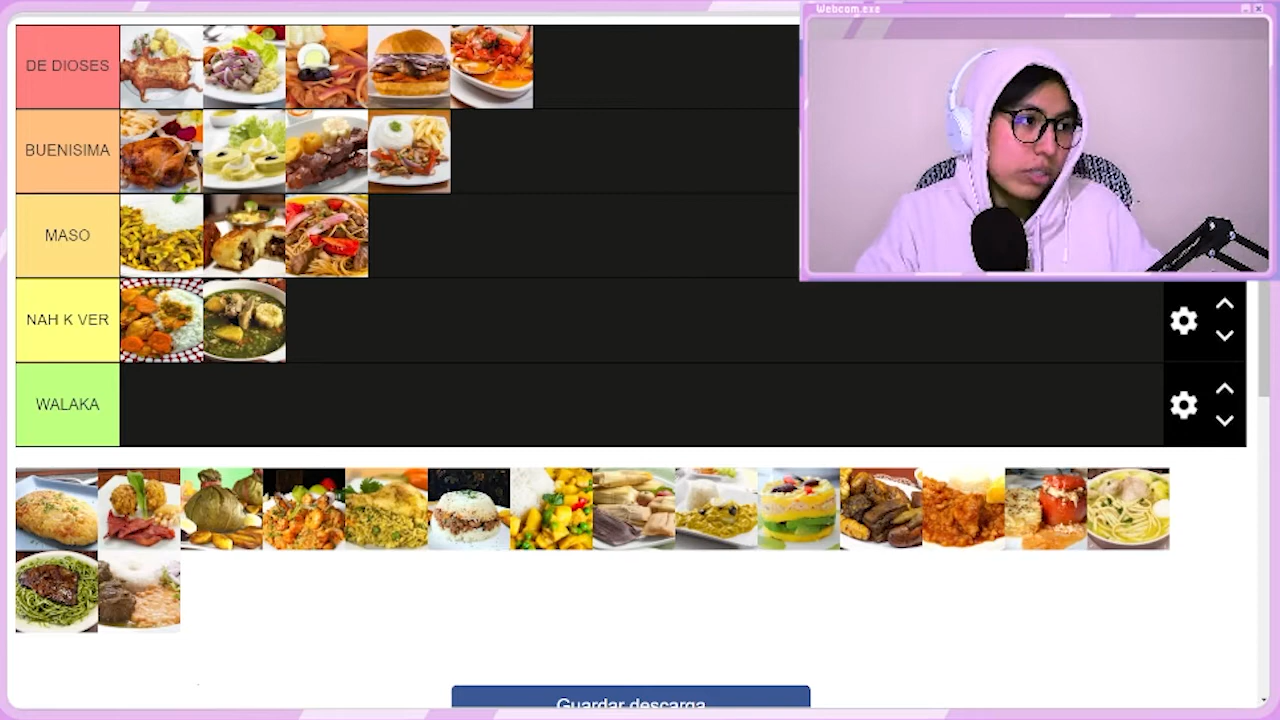 Webcam.exe
DE DIOSES
BUENISIMA
MASO
NAH K VER
WALAKA
Guardar descarga